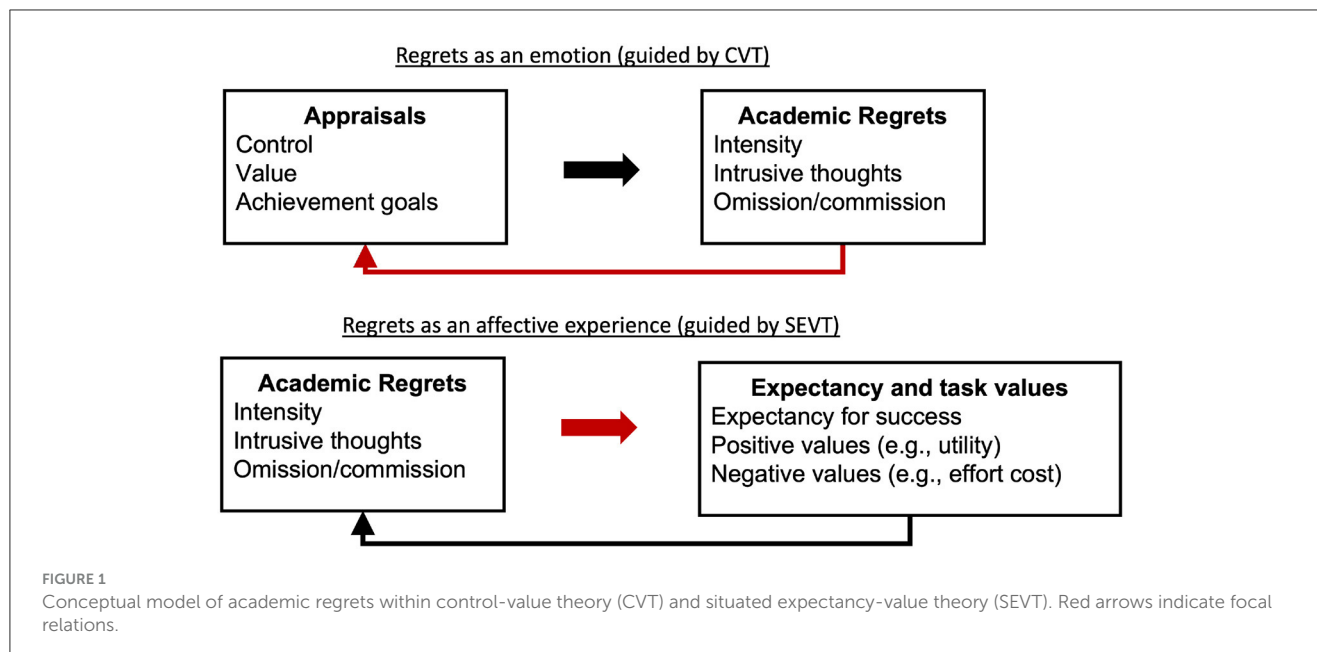 Regrets as an emotion (guided by CVT)
Appraisals
Control
Value
Achievement goals
Academic Regrets
Intensity
Intrusive thoughts
Omission/commission
Regrets as an affective experience (guided by SEVT)
Academic Regrets
Intensity
Intrusive thoughts
Omission/commission
Expectancy and task values
Expectancy for success
Positive values (e.g., utility)
Negative values (e.g., effort cost)
FIGURE 1
Conceptual model of academic regrets within control-value theory (CVT) and situated expectancy-value theory (SEVT). Red arrows indicate focal
relations.